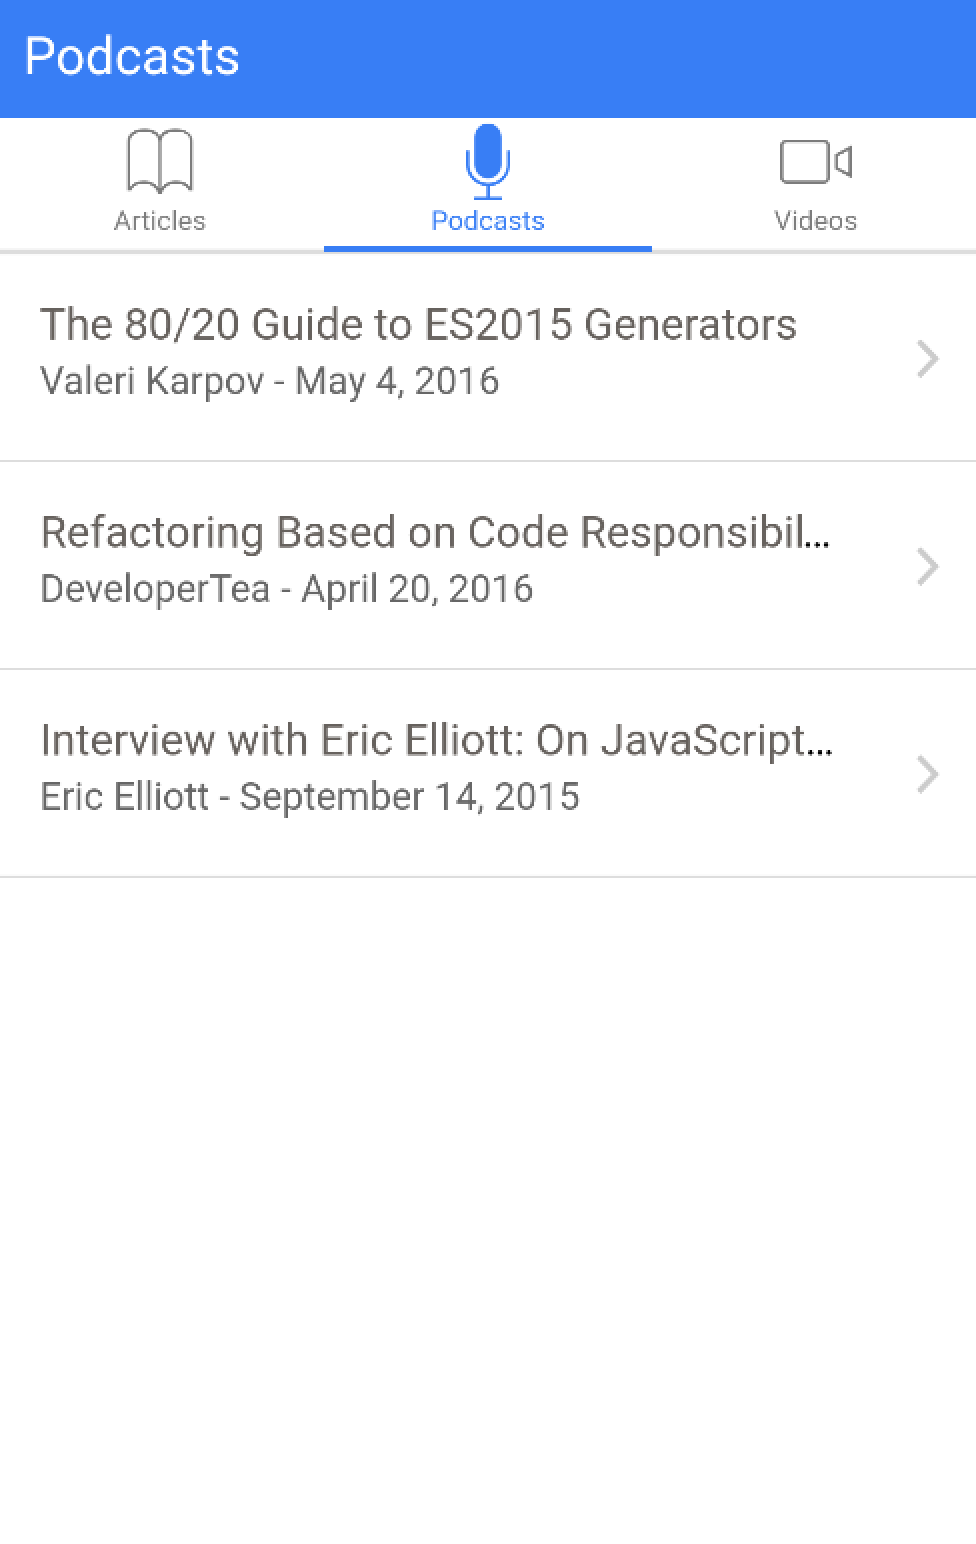 Podcasts
Articles
Podcasts
Videos
The 80/20 Guide to ES2015 Generators
Valeri Karpov - May 4, 2016
Refactoring Based on Code Responsibil...
DeveloperTea - April 20, 2016
Interview with Eric Elliott: On JavaScript...
Eric Elliott - September 14, 2015